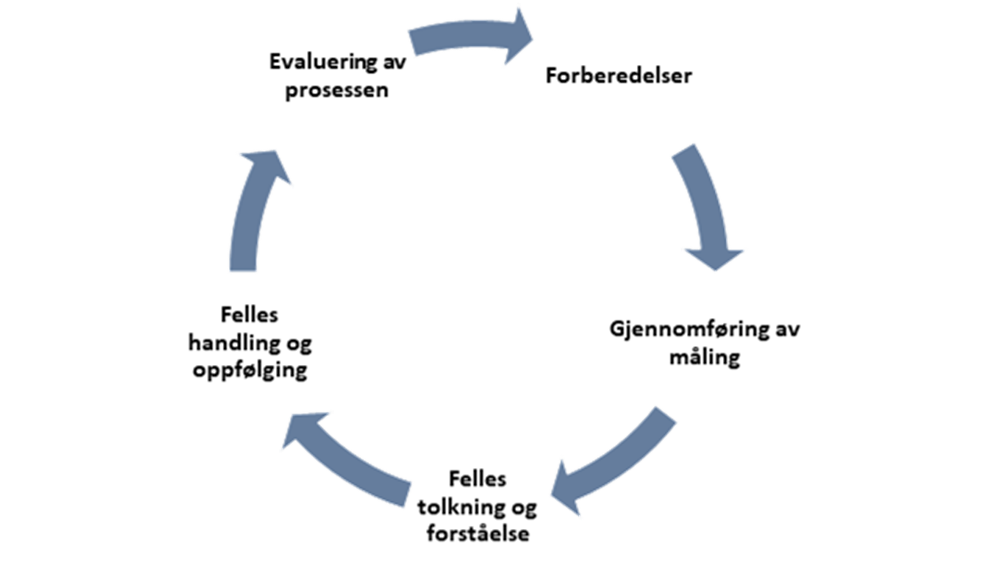 Evaluering av
prosessen
Forberedelser
Gjennomføring av
måling
Felles
tolkning og
forståelse
Felles
handling og
oppfølging